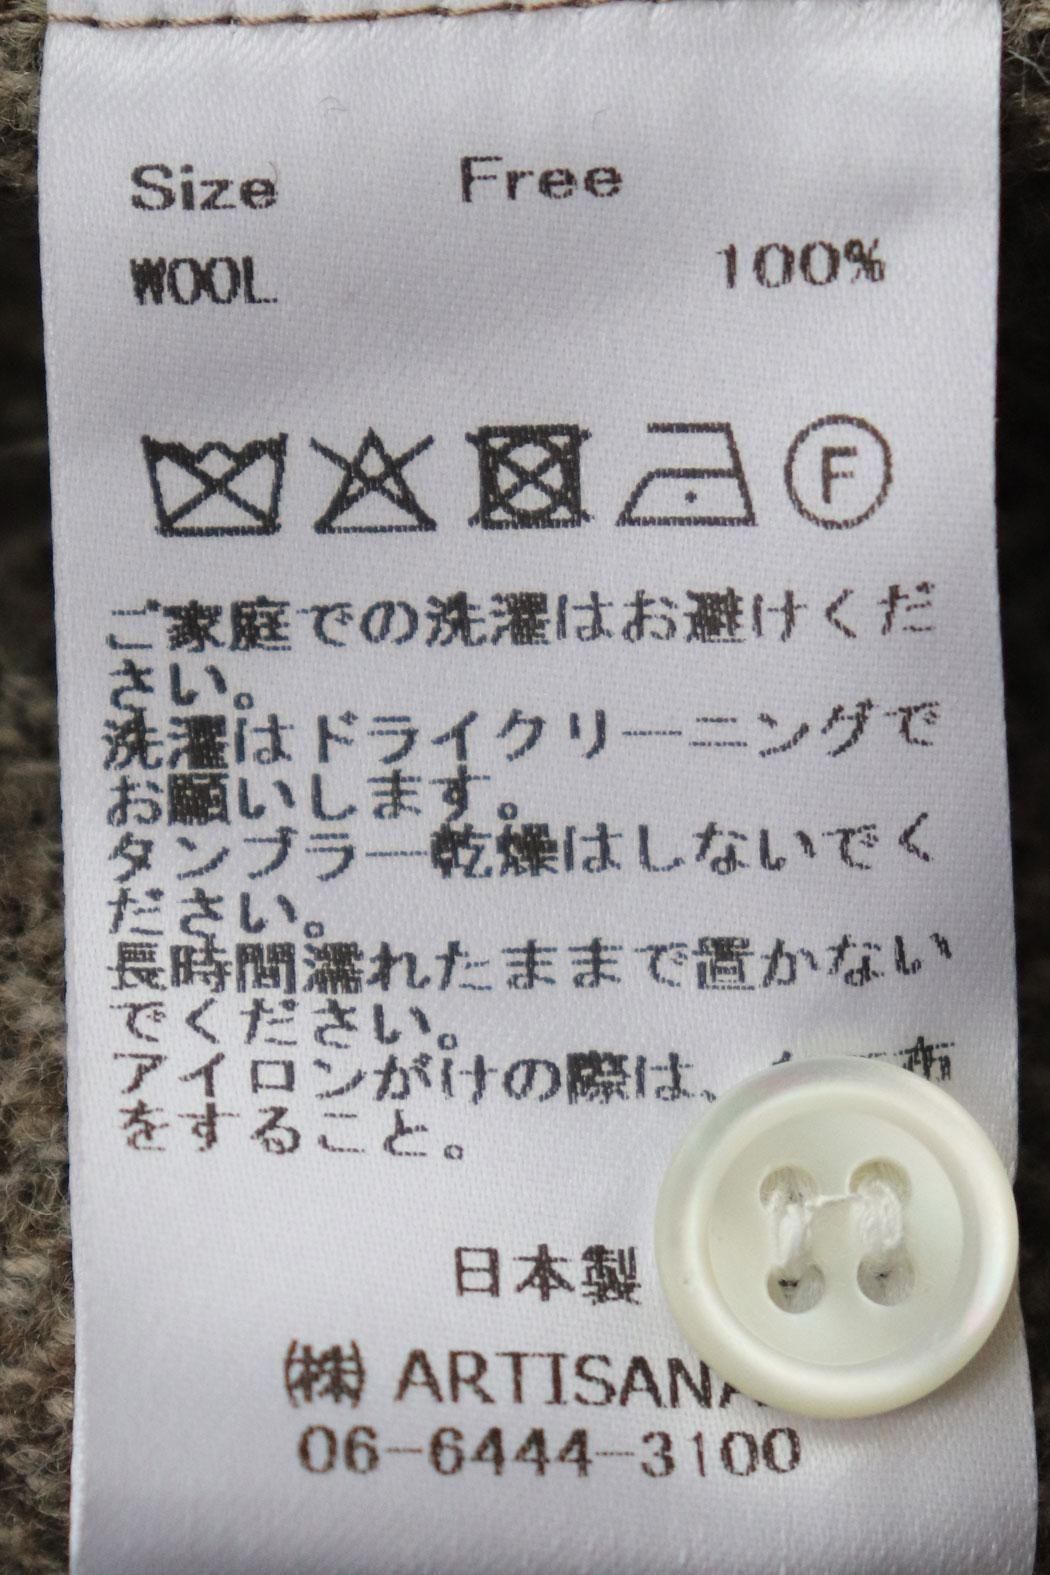 Size Free
WOOL 100%
F
ご家庭での洗濯はお避けくだ
さい。
洗濯はドライクリーニングで
お願いします。
タンブラー乾燥はしないでく
ださい。
長時間濡れたままで置かない
でください。
アイロンがけの際は、
をすること。
日本製
㈱ ARTISAN
06-6444-3100